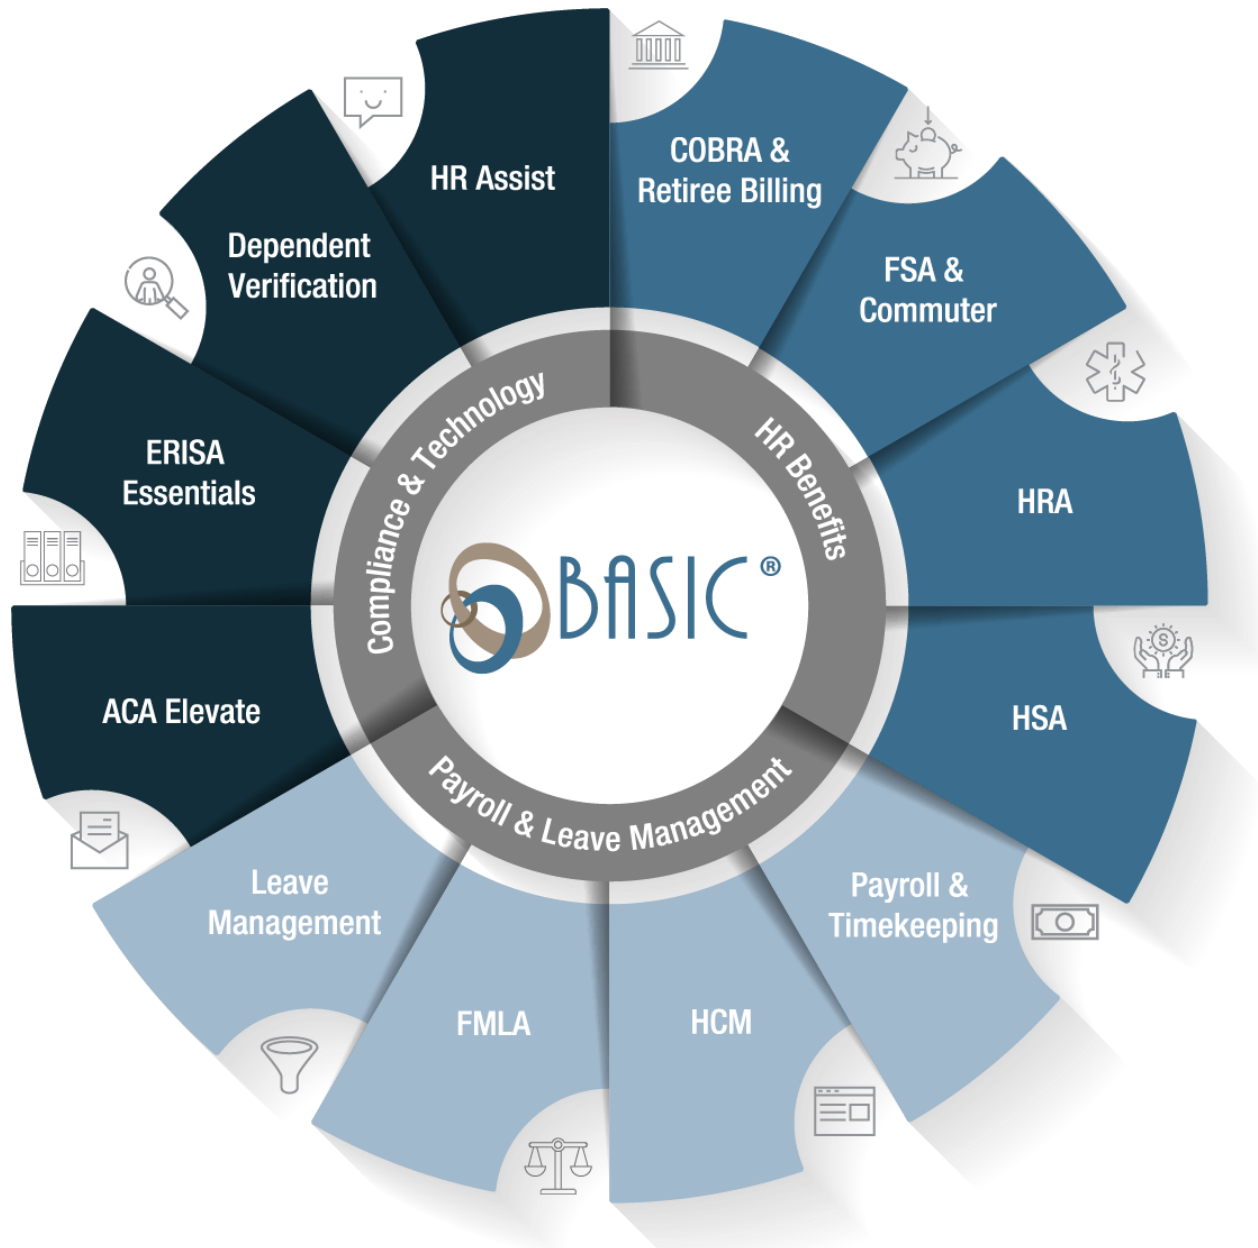 HR Assist
COBRA &
Retiree Billing
FSA &
Commuter
HRA
HSA
Payroll &
Timekeeping
HCM
FMLA
Leave
Management
ACA Elevate
ERISA
Essentials
Dependent
Verification
Compliance & Technology
HR Benefits
Payroll & Leave Management
BASIC®
S